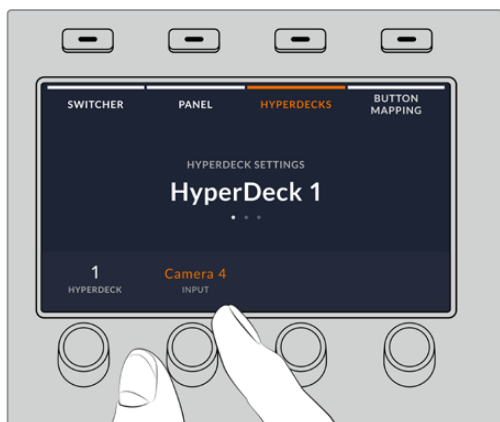 SWITCHER
PANEL
HYPERDECKS
BUTTON
MAPPING
HYPERDECK SETTINGS
HyperDeck 1
1
HYPERDECK
Camera 4
INPUT